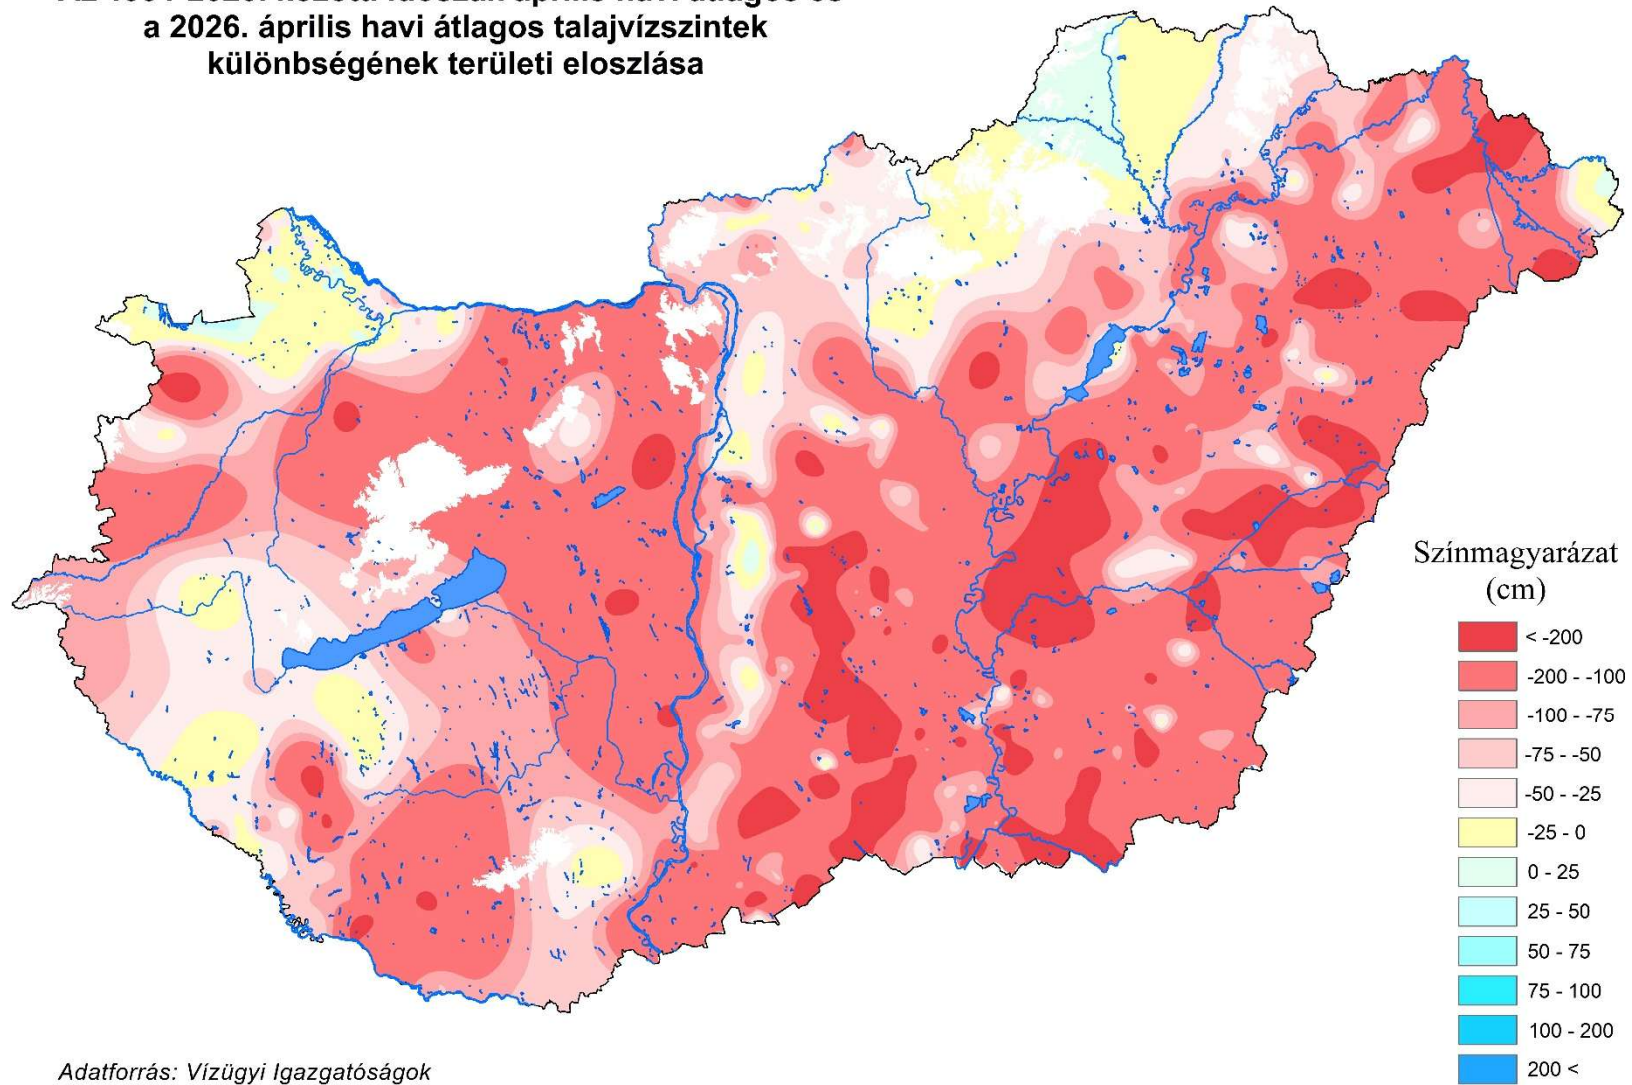 a 2026. április havi átlagos talajvízszintek
különbségének területi eloszlása
Színmagyarázat
(cm)
< -200
-200 - -100
-100 - -75
-75 - -50
-50 - -25
-25 - 0
0 - 25
25 - 50
50 - 75
75 - 100
100 - 200
200 <
Adatforrás: Vízügyi Igazgatóságok